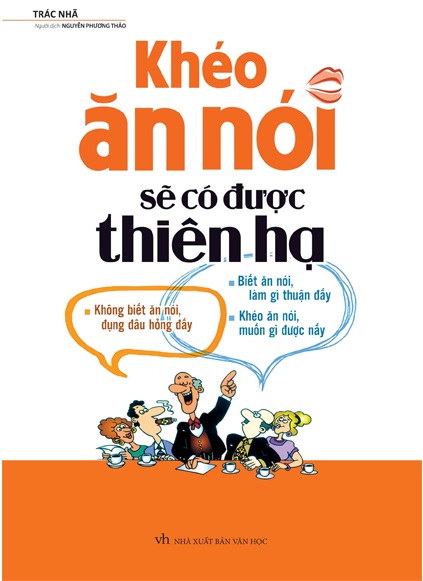 TRÁC NHÃ
Người dịch: NGUYỄN PHƯƠNG THẢO
Khéo
ăn nói
sẽ có được
thiên hạ
Biết ăn nói,
làm gì thuận đấy
Không biết ăn nói,
đụng đâu hỏng đấy
Khéo ăn nói,
muốn gì được nấy
vh NHÀ XUẤT BẢN VĂN HỌC